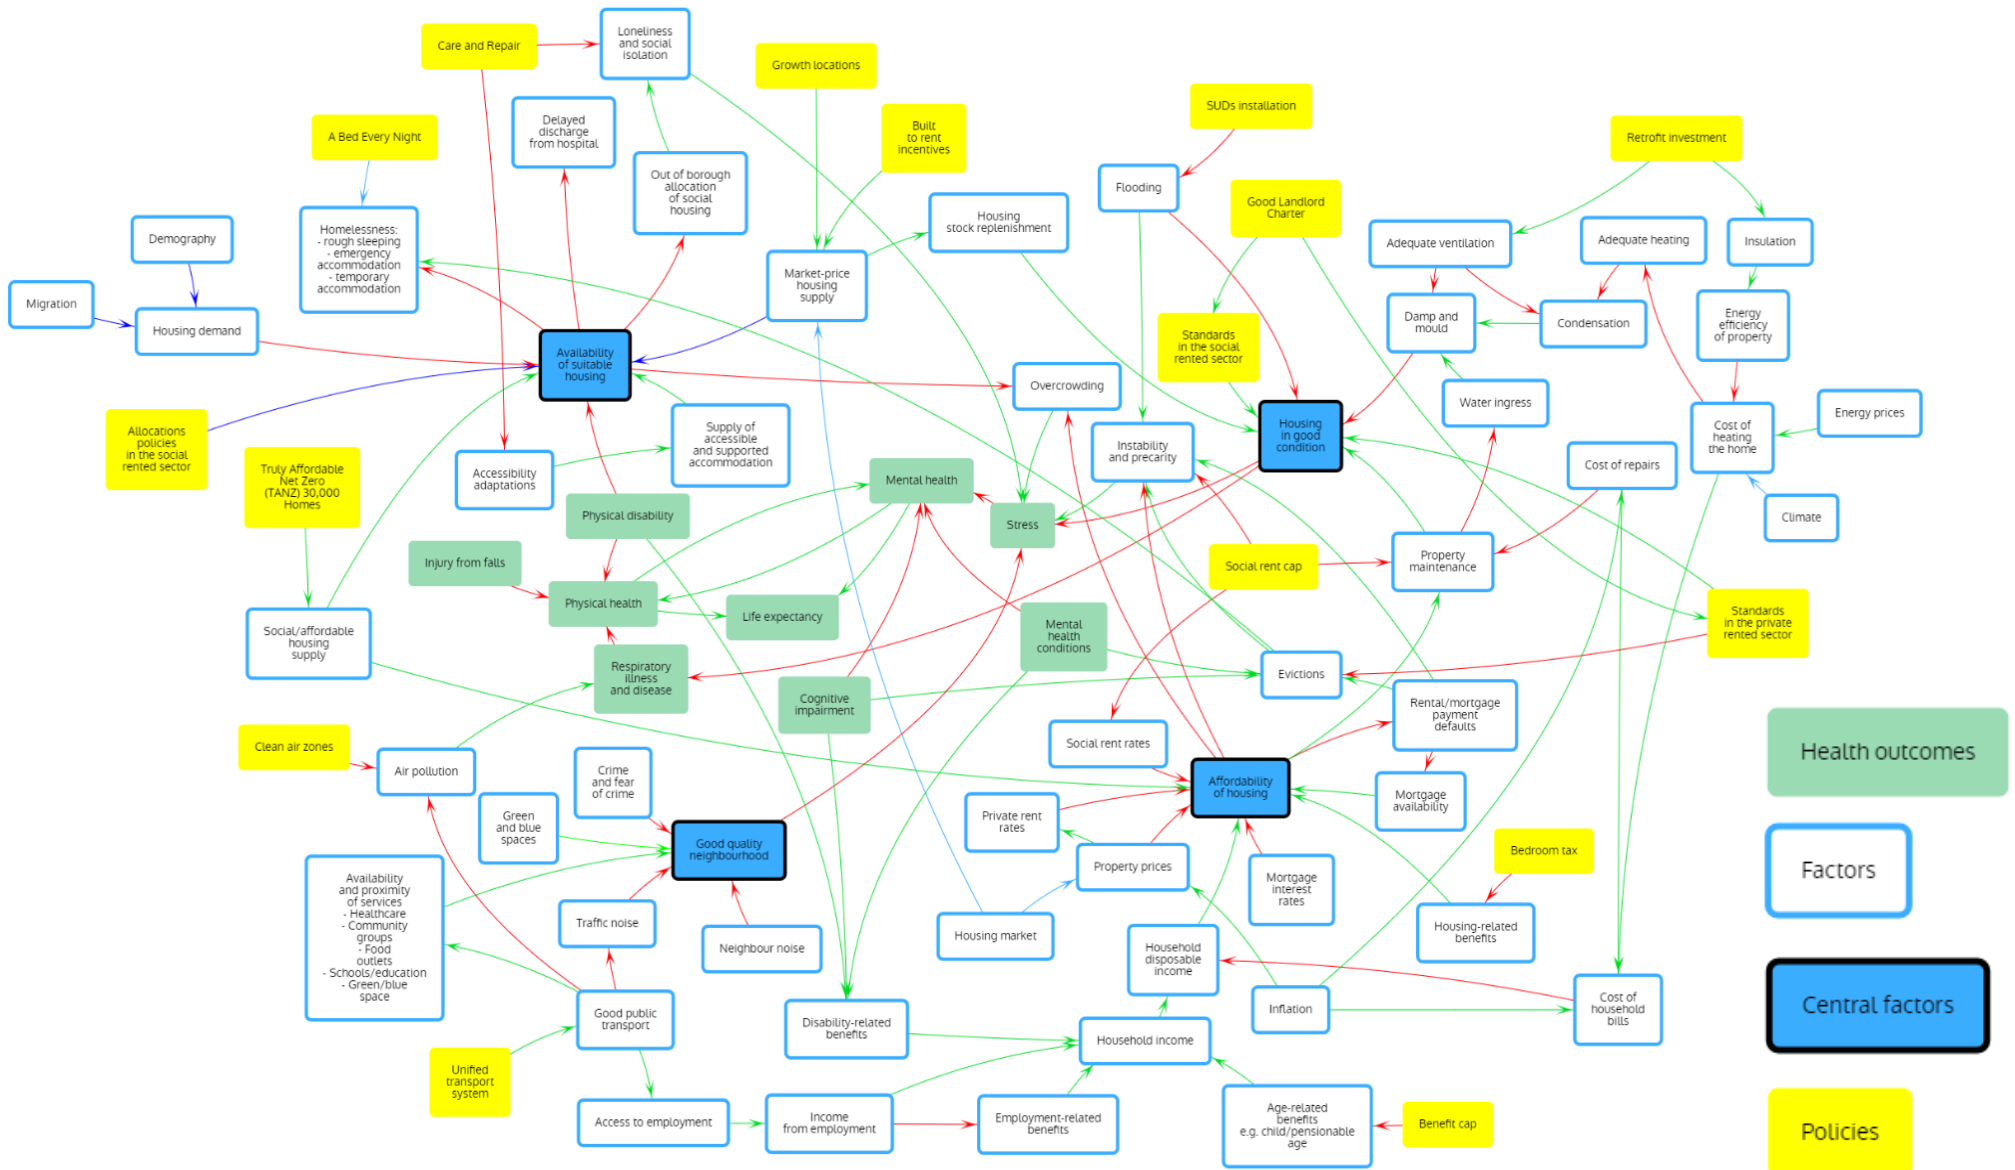 Care and Repair
Loneliness
and social
isolation
Growth locations
Built
to rent
incentives
SUDs installation
Retrofit investment
A Bed Every Night
Delayed
discharge
from hospital
Out of borough
allocation
of social
housing
Flooding
Good Landlord
Charter
Housing
stock replenishment
Demography
Homelessness:
- rough sleeping
- emergency
accommodation
- temporary
accommodation
Adequate ventilation
Adequate heating
Insulation
Migration
Housing demand
Market-price
housing
supply
Damp and
mould
Condensation
Energy
efficiency
of property
Standards
in the social
rented sector
Availability
of suitable
housing
Overcrowding
Water ingress
Energy prices
Allocations
policies
in the social
rented sector
Supply of
accessible
and supported
accommodation
Instability
and precarity
Housing
in good
condition
Cost of
heating
the home
Truly Affordable
Net Zero
(TANZ) 30,000
Homes
Accessibility
adaptations
Mental health
Cost of repairs
Physical disability
Stress
Climate
Injury from falls
Social rent cap
Property
maintenance
Physical health
Life expectancy
Mental
health
conditions
Standards
in the private
rented sector
Social/affordable
housing
supply
Respiratory
illness
and disease
Evictions
Cognitive
impairment
Rental/mortgage
payment
defaults
Clean air zones
Air pollution
Crime
and fear
of crime
Social rent rates
Affordability
of housing
Mortgage
availability
Health outcomes
Green
and blue
spaces
Good quality
neighbourhood
Private rent
rates
Property prices
Bedroom tax
Factors
Availability
and proximity
of services
- Healthcare
- Community
groups
- Food
outlets
- Schools/education
- Green/blue
space
Mortgage
interest
rates
Traffic noise
Neighbour noise
Housing market
Household
disposable
income
Housing-related
benefits
Good public
transport
Disability-related
benefits
Household income
Inflation
Cost of
household
bills
Central factors
Unified
transport
system
Access to employment
Income
from employment
Employment-related
benefits
Age-related
benefits
e.g. child/pensionable
age
Benefit cap
Policies